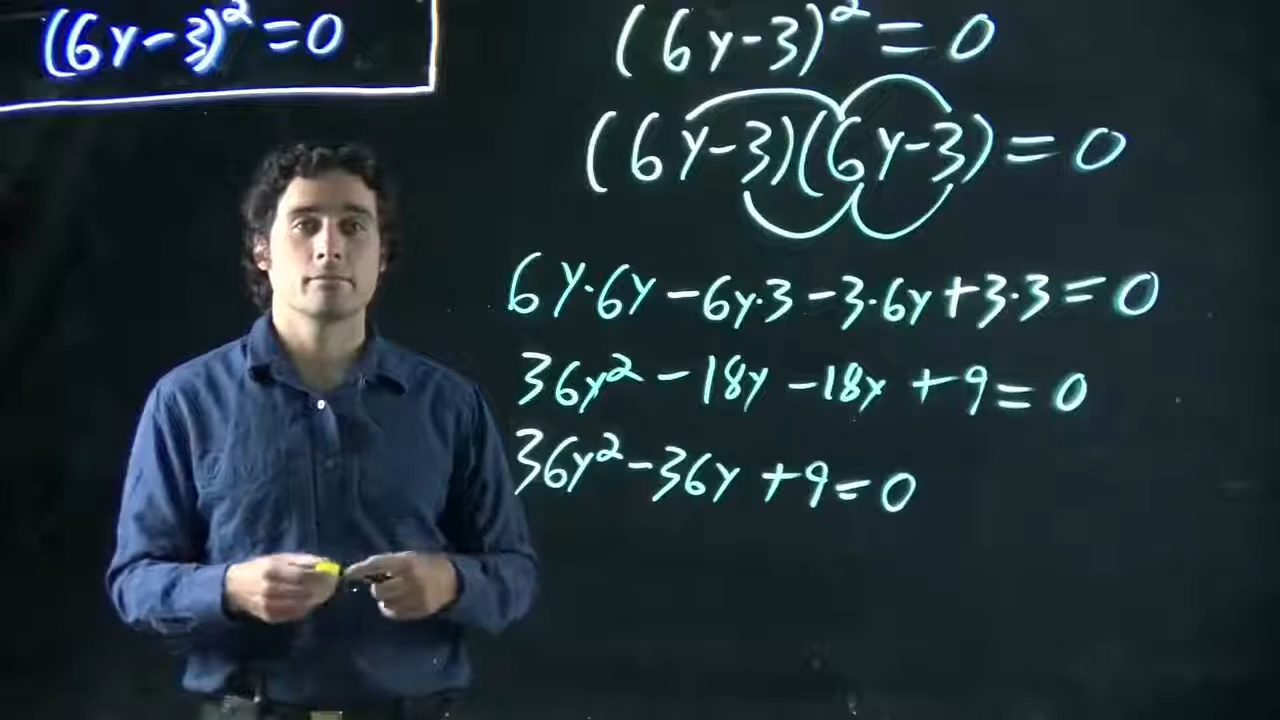 (6y-3)²=0
(6y-3)²=0
(6y-3)(6y-3)=0
6y·6y-6y·3-3·6y+3·3=0
36y²-18y-18y+9=0
36y²-36y+9=0